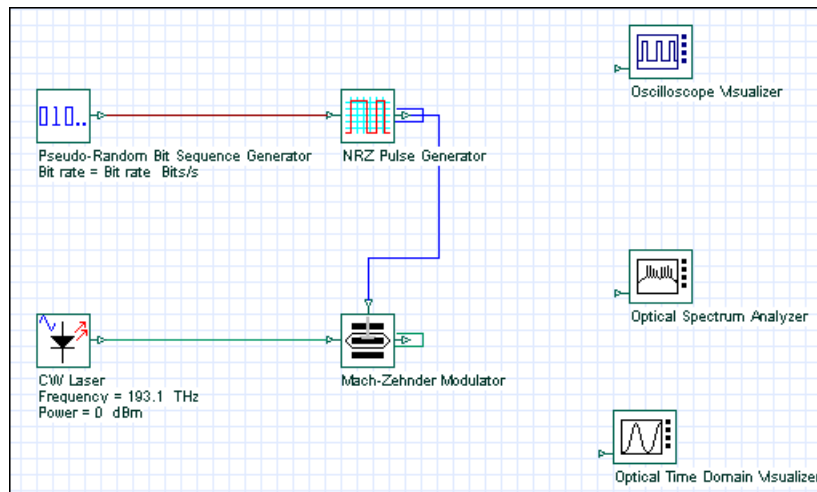 Oscilloscope Visualizer
010..
Pseudo-Random Bit Sequence Generator
Bit rate = Bit rate Bits/s
NRZ Pulse Generator
Optical Spectrum Analyzer
CW Laser
Frequency = 193.1 THz
Power = 0 dBm
Mach-Zehnder Modulator
Optical Time Domain Visualizer